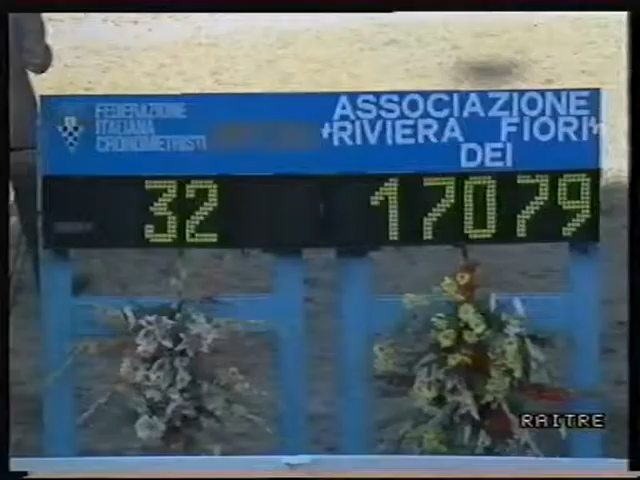 FEDERAZIONE
ITALIANA
CRONOMETRISTI
ASSOCIAZIONE
"RIVIERA FIORI"
DEI
32 17079
RAITRE